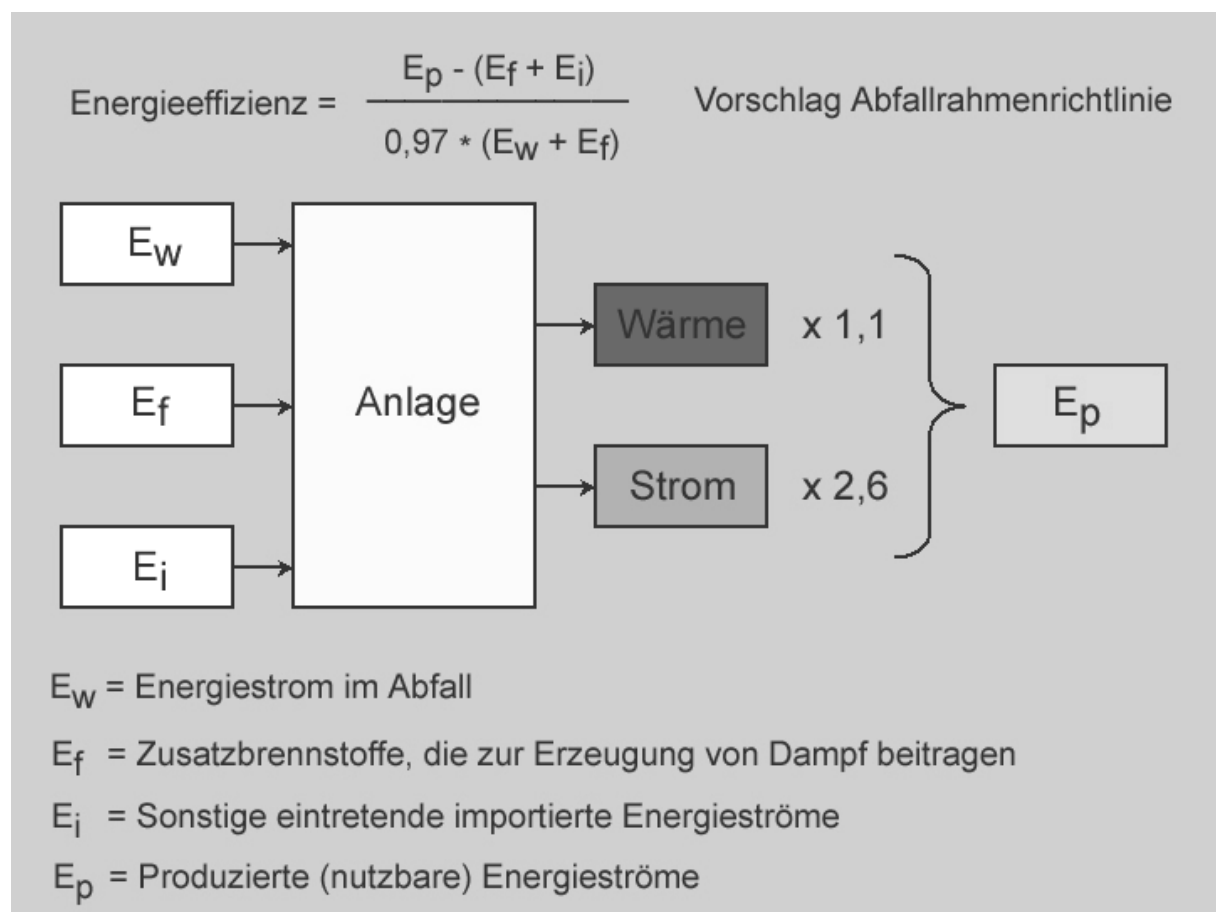 Energieeffizienz = Ep - (Ef + Ei) / 0,97 * (Ew + Ef) Vorschlag Abfallrahmenrichtlinie
Ew
Ef
Ei
Anlage
Wärme x 1,1
Strom x 2,6
Ep
Ew = Energiestrom im Abfall
Ef = Zusatzbrennstoffe, die zur Erzeugung von Dampf beitragen
Ei = Sonstige eintretende importierte Energieströme
Ep = Produzierte (nutzbare) Energieströme